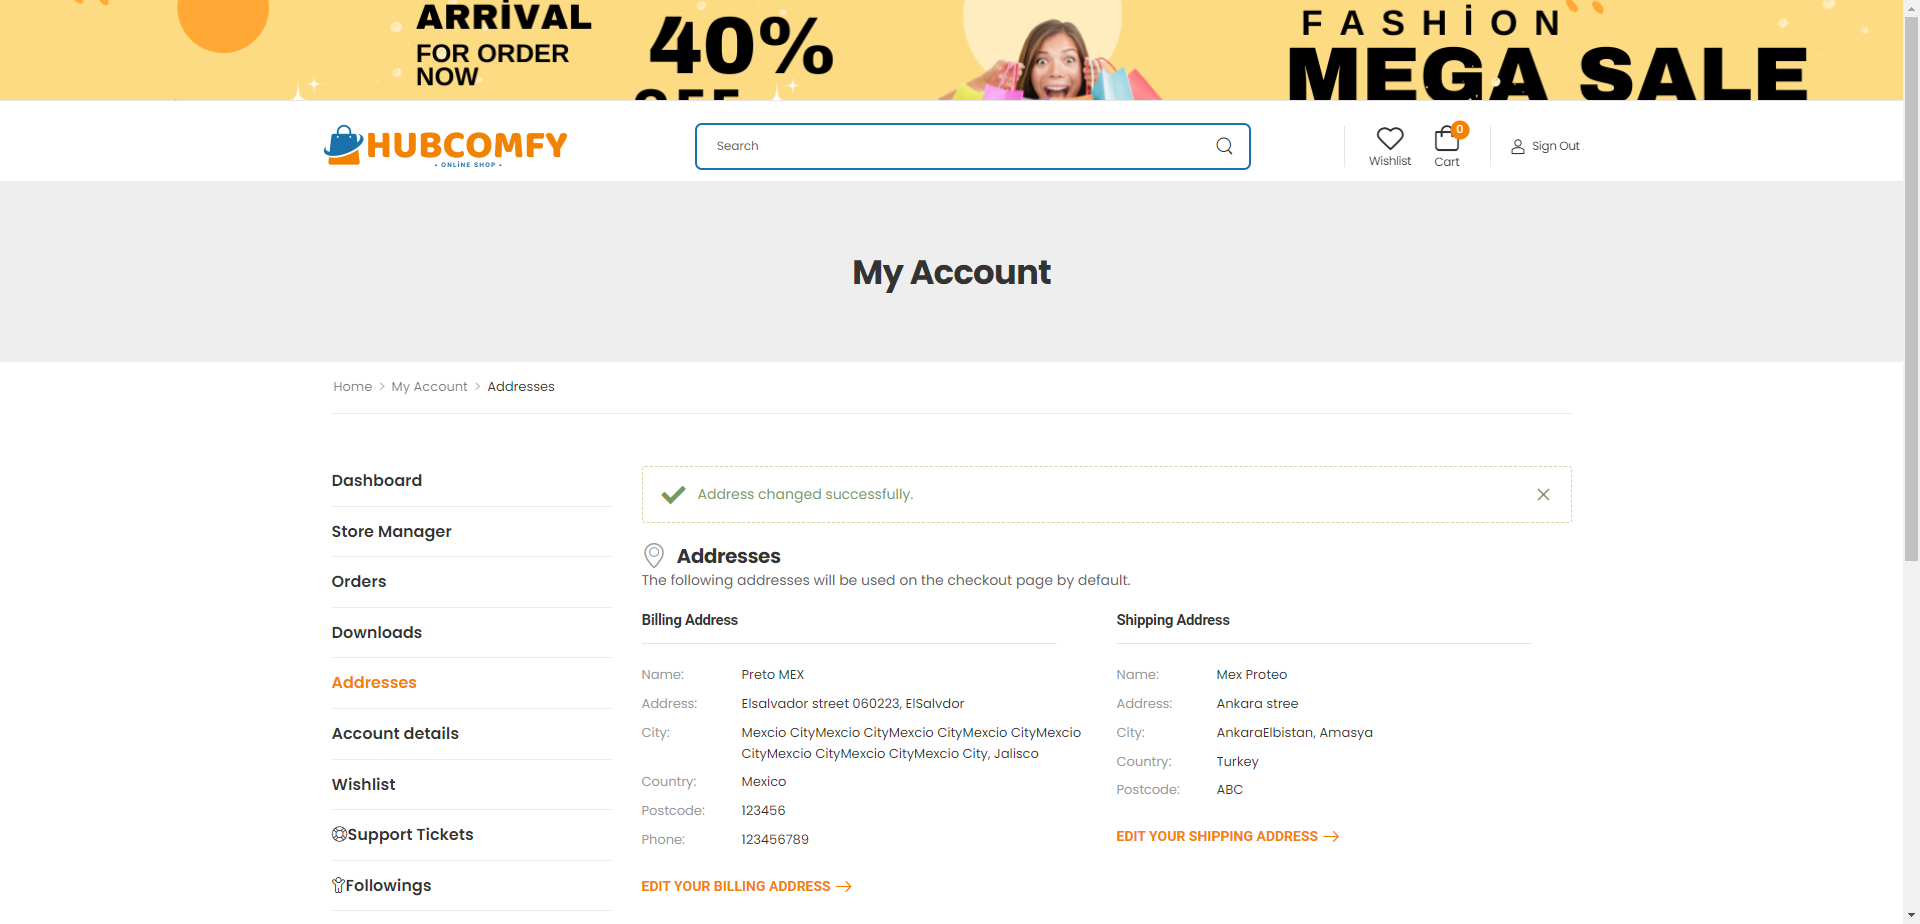 ARRİVAL
FOR ORDER
NOW
40%
FASHİON
MEGA SALE
HUBCOMFY
• ONLİNE SHOP •
Search
Wishlist
0
Cart
Sign Out
My Account
Home > My Account > Addresses
Dashboard
Store Manager
Orders
Downloads
Addresses
Account details
Wishlist
Support Tickets
Followings
Address changed successfully.
Addresses
The following addresses will be used on the checkout page by default.
Billing Address
Name: Preto MEX
Address: Elsalvador street 060223, ElSalvdor
City: Mexcio CityMexcio CityMexcio CityMexcio CityMexcio
CityMexcio CityMexcio CityMexcio City, Jalisco
Country: Mexico
Postcode: 123456
Phone: 123456789
EDIT YOUR BILLING ADDRESS →
Shipping Address
Name: Mex Proteo
Address: Ankara stree
City: AnkaraElbistan, Amasya
Country: Turkey
Postcode: ABC
EDIT YOUR SHIPPING ADDRESS →